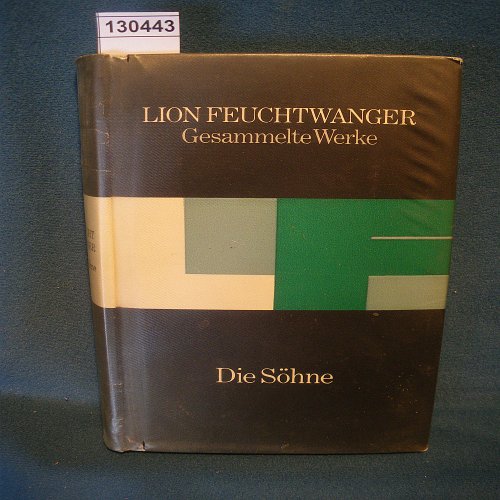 130443
LION FEUCHTWANGER
Gesammelte Werke
Die Söhne